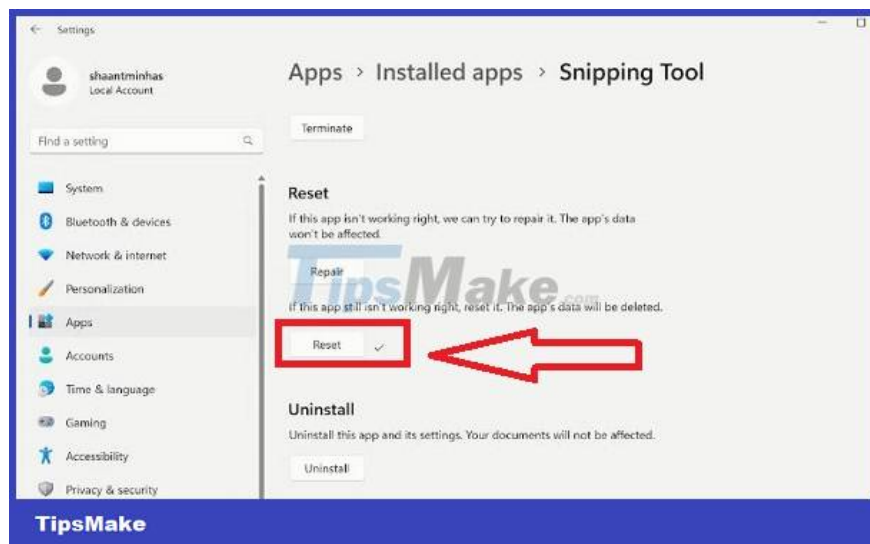 Settings
shaantminhas
Local Account
Find a setting
System
Bluetooth & devices
Network & internet
Personalization
Apps
Accounts
Time & language
Gaming
Accessibility
Privacy & security
Apps > Installed apps > Snipping Tool
Terminate
Reset
If this app isn't working right, we can try to repair it. The app's data
won't be affected.
Repair
TipsMake.com
If this app still isn't working right, reset it. The app's data will be deleted.
Reset
Uninstall
Uninstall this app and its settings. Your documents will not be affected.
Uninstall
TipsMake